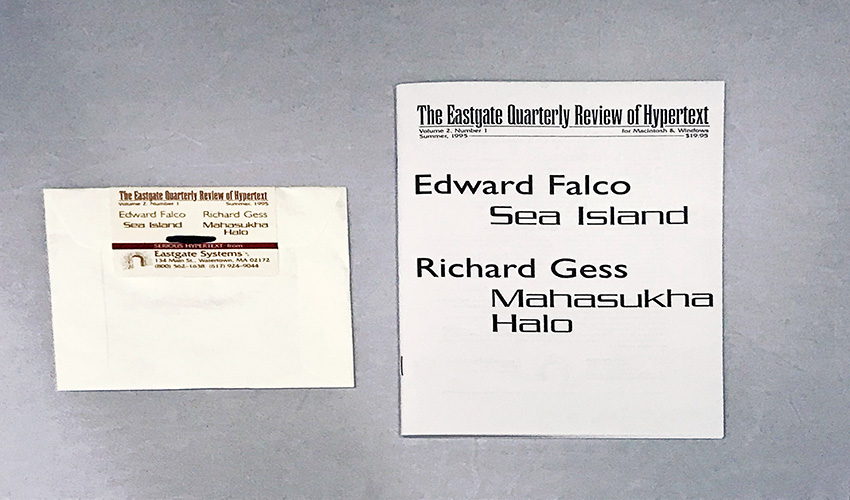 The Eastgate Quarterly Review of Hypertext
Volume 2, Number 1 Summer, 1995
Edward Falco Richard Gess
Sea Island Mahasukha
Halo
SERIOUS HYPERTEXT from
Eastgate Systems
134 Main St., Watertown, MA 02172
(800) 562-1638 (617) 924-9044
The Eastgate Quarterly Review of Hypertext
Volume 2, Number 1 for Macintosh & Windows
Summer, 1995 $19.95
Edward Falco
Sea Island
Richard Gess
Mahasukha
Halo